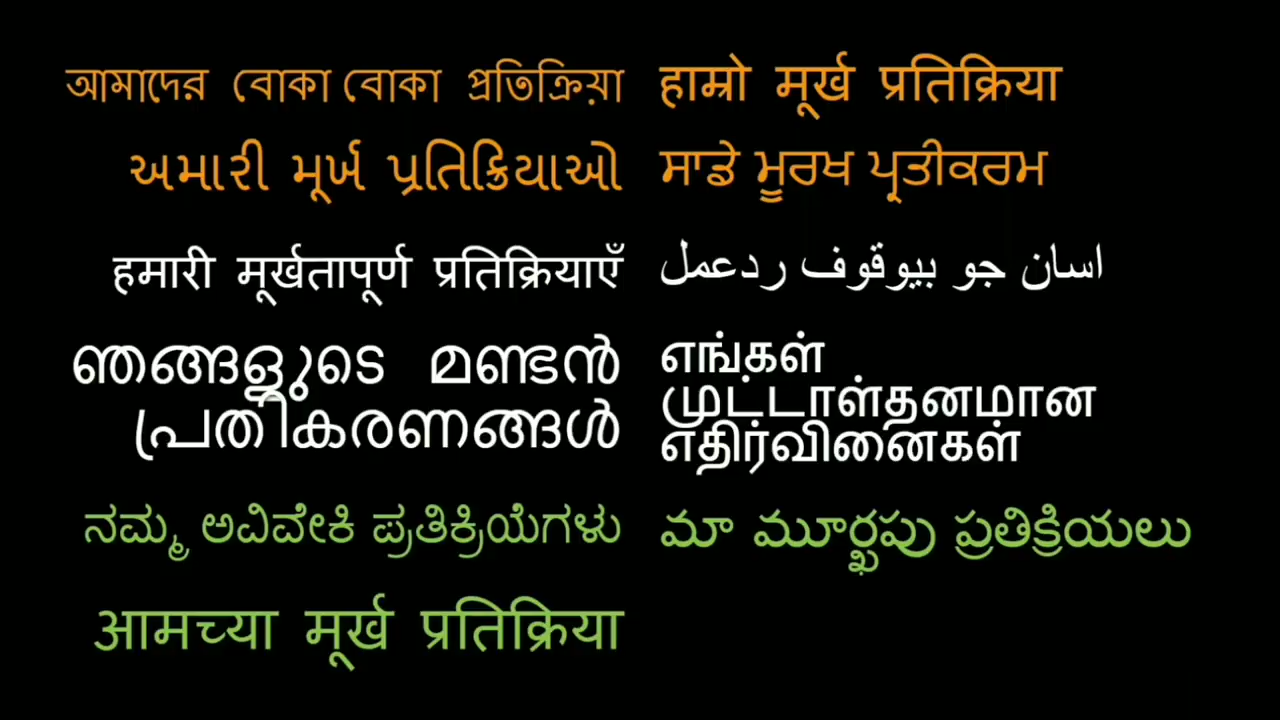 আমাদের বোকা বোকা প্রতিক্রিয়া
हाम्रो मूर्ख प्रतिक्रिया
અમારી મૂર્ખ પ્રતિક્રિયાઓ
ਸਾਡੇ ਮੂਰਖ ਪ੍ਰਤੀਕਰਮ
हमारी मूर्खतापूर्ण प्रतिक्रियाएँ
اسان جو بيوقوف ردعمل
ഞങ്ങളുടെ മണ്ടൻ
പ്രതികരണങ്ങൾ
எங்கள்
முட்டாள்தனமான
எதிர்வினைகள்
ನಮ್ಮ ಅವಿವೇಕಿ ಪ್ರತಿಕ್ರಿಯೆಗಳು
మా మూర్ఖపు ప్రతిక్రియలు
आमच्या मूर्ख प्रतिक्रिया